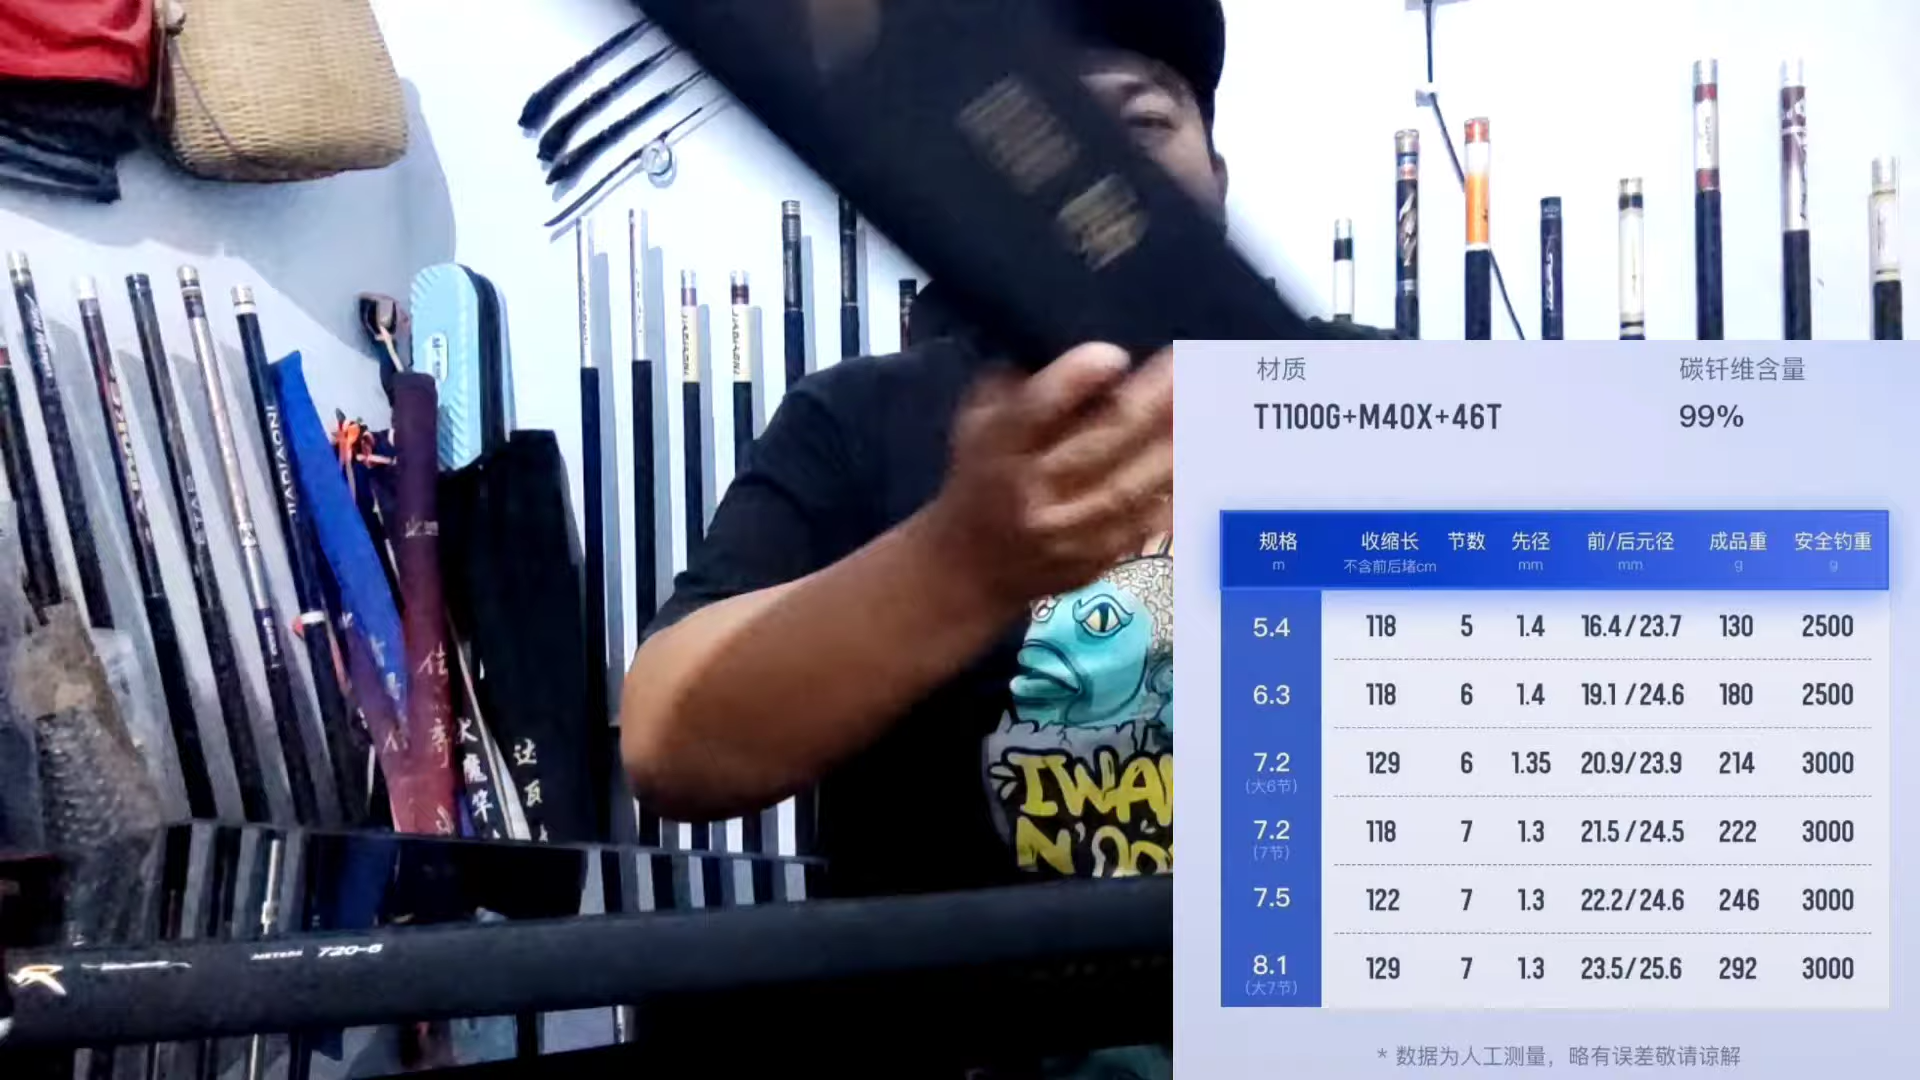 材质
碳钎维含量
T1100G+M40X+46T
99%
规格 收缩长 节数 先径 前/后元径 成品重 安全钓重
m 不含前后堵cm mm mm g g
5.4 118 5 1.4 16.4/23.7 130 2500
6.3 118 6 1.4 19.1/24.6 180 2500
7.2 129 6 1.35 20.9/23.9 214 3000
(大6节)
7.2 118 7 1.3 21.5/24.5 222 3000
(7节)
7.5 122 7 1.3 22.2/24.6 246 3000
8.1 129 7 1.3 23.5/25.6 292 3000
(大7节)
* 数据为人工测量，略有误差敬请谅解
JIADIAONI
达瓦
大魔竿
IWA
N'
720-6